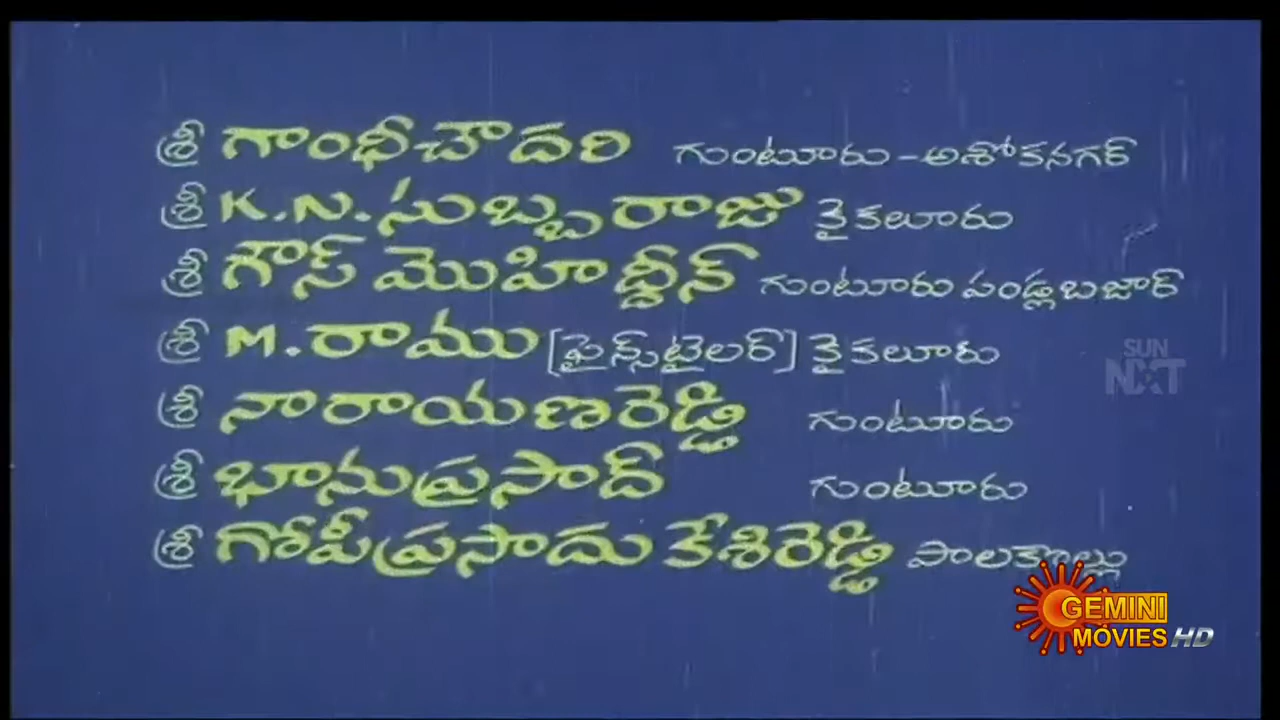 శ్రీ గాంధీచౌదరి గుంటూరు-అశోకనగర్
శ్రీ K.N.సుబ్బరాజు కైకలూరు
శ్రీ గౌస్ మొహిద్దీన్ గుంటూరు పండ్లబజార్
శ్రీ M.రాము [ఫైన్స్‌టైలర్] కైకలూరు
SUN
NXT
శ్రీ నారాయణరెడ్డి గుంటూరు
శ్రీ భానుప్రసాద్ గుంటూరు
శ్రీ గోపీప్రసాదు కేశిరెడ్డి పాలకొల్లు
GEMINI
MOVIES HD